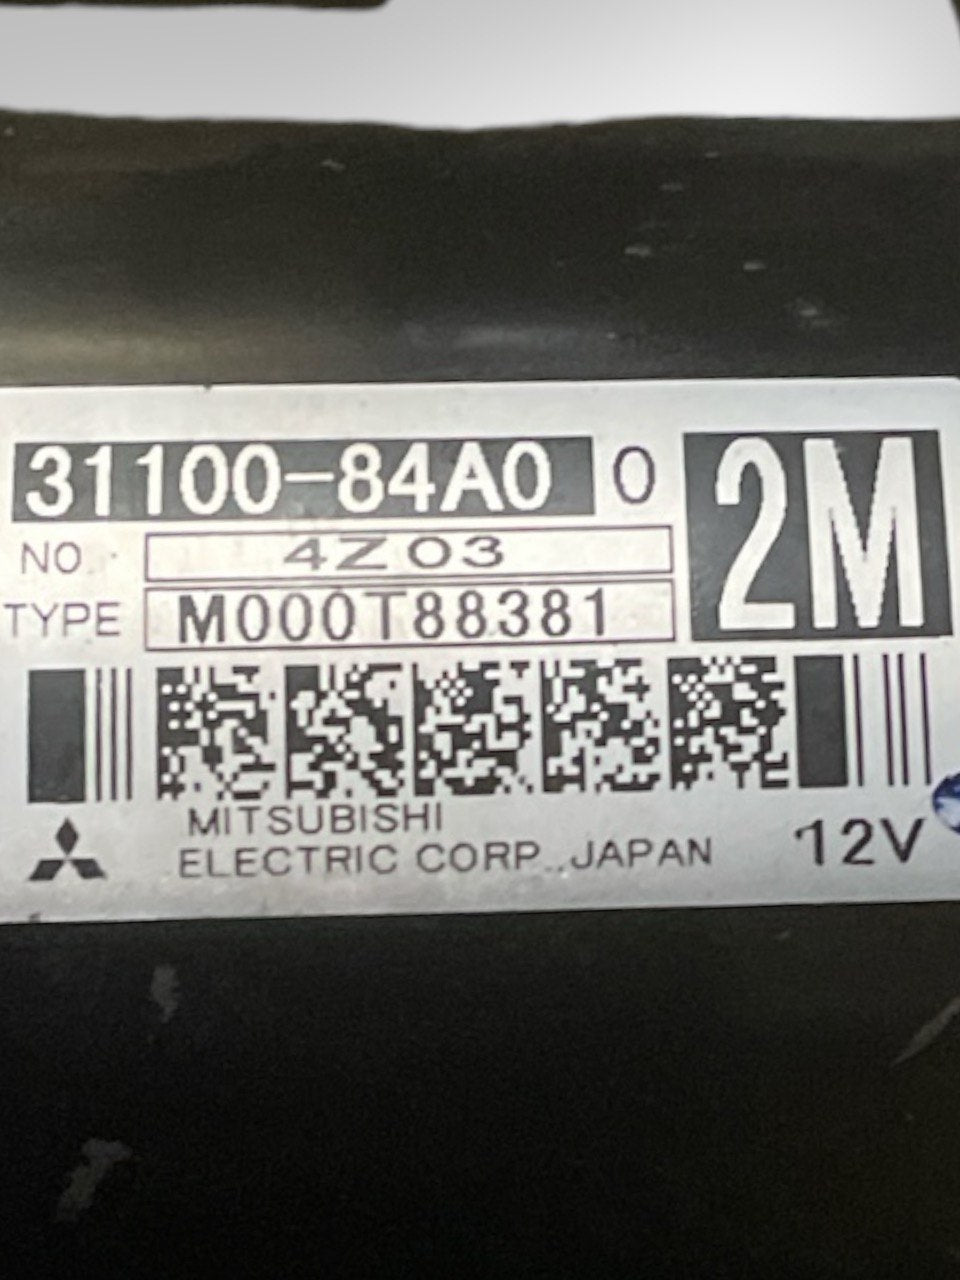 31100-84A0 0
2M
NO. 4Z03
TYPE M000T88381
MITSUBISHI
ELECTRIC CORP. JAPAN
12V